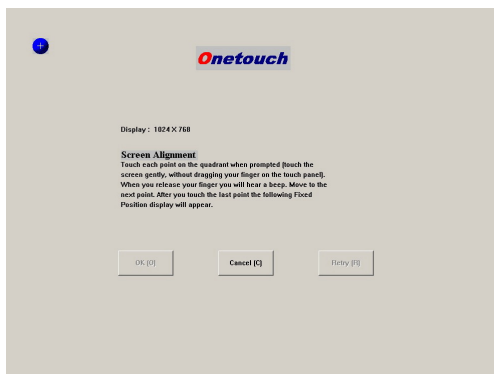 Onetouch
Display : 1024 X 768
Screen Alignment
Touch each point on the quadrant when prompted (touch the
screen gently, without dragging your finger on the touch panel).
When you release your finger you will hear a beep. Move to the
next point. After you touch the last point the following Fixed
Position display will appear.
OK (O) Cancel (C) Retry (R)